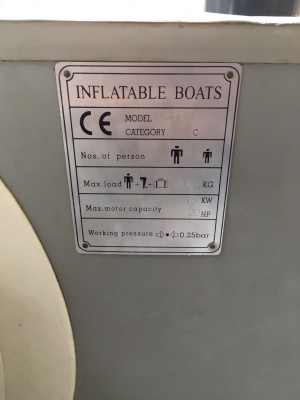 INFLATABLE BOATS
CE MODEL
CATEGORY C
Nos. of person
Max. load + - KG
KW
Max. motor capacity
HP
Working pressure 0.25bar